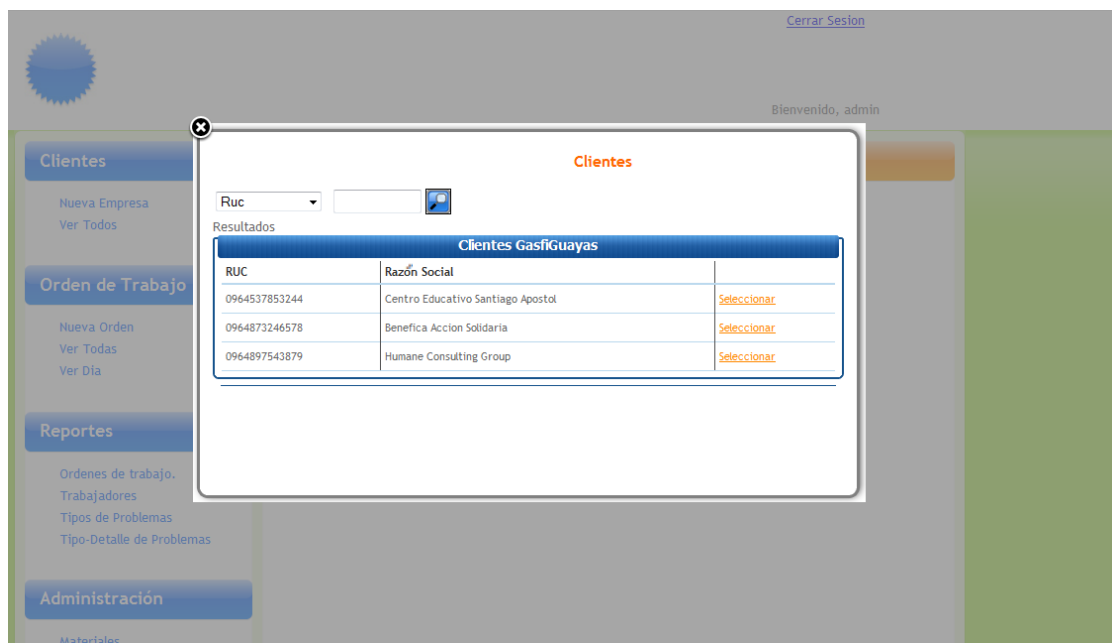 Cerrar Sesion
Bienvenido, admin
Clientes
Nueva Empresa
Ver Todos
Orden de Trabajo
Nueva Orden
Ver Todas
Ver Dia
Reportes
Ordenes de trabajo.
Trabajadores
Tipos de Problemas
Tipo-Detalle de Problemas
Administración
Materiales
Clientes
Ruc
Resultados
Clientes GasfiGuayas
RUC Razón Social
0964537853244 Centro Educativo Santiago Apostol Seleccionar
0964873246578 Benefica Accion Solidaria Seleccionar
0964897543879 Humane Consulting Group Seleccionar